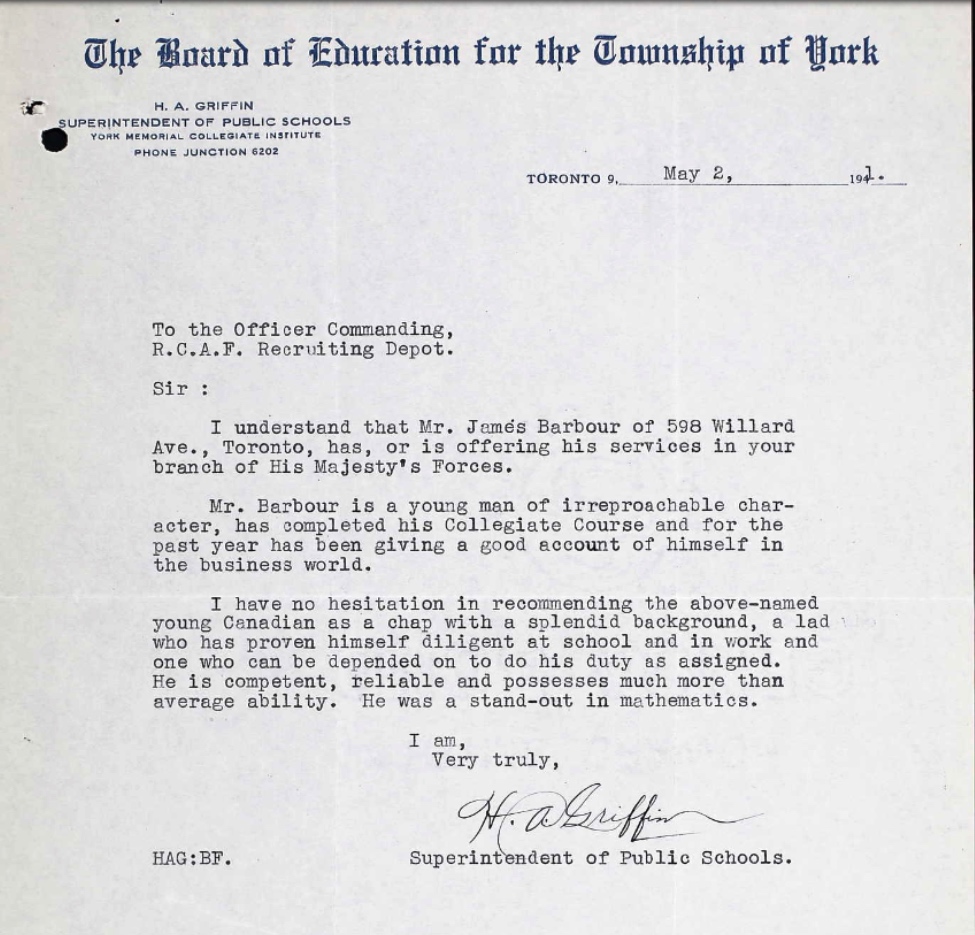 The Board of Education for the Township of York
H. A. GRIFFIN
SUPERINTENDENT OF PUBLIC SCHOOLS
YORK MEMORIAL COLLEGIATE INSTITUTE
PHONE JUNCTION 6202
TORONTO 9, May 2, 1941.
To the Officer Commanding,
R.C.A.F. Recruiting Depot.
Sir :
I understand that Mr. James Barbour of 598 Willard
Ave., Toronto, has, or is offering his services in your
branch of His Majesty's Forces.
Mr. Barbour is a young man of irreproachable char-
acter, has completed his Collegiate Course and for the
past year has been giving a good account of himself in
the business world.
I have no hesitation in recommending the above-named
young Canadian as a chap with a splendid background, a lad
who has proven himself diligent at school and in work and
one who can be depended on to do his duty as assigned.
He is competent, reliable and possesses much more than
average ability. He was a stand-out in mathematics.
I am,
Very truly,
H. A. Griffin
HAG:BF. Superintendent of Public Schools.